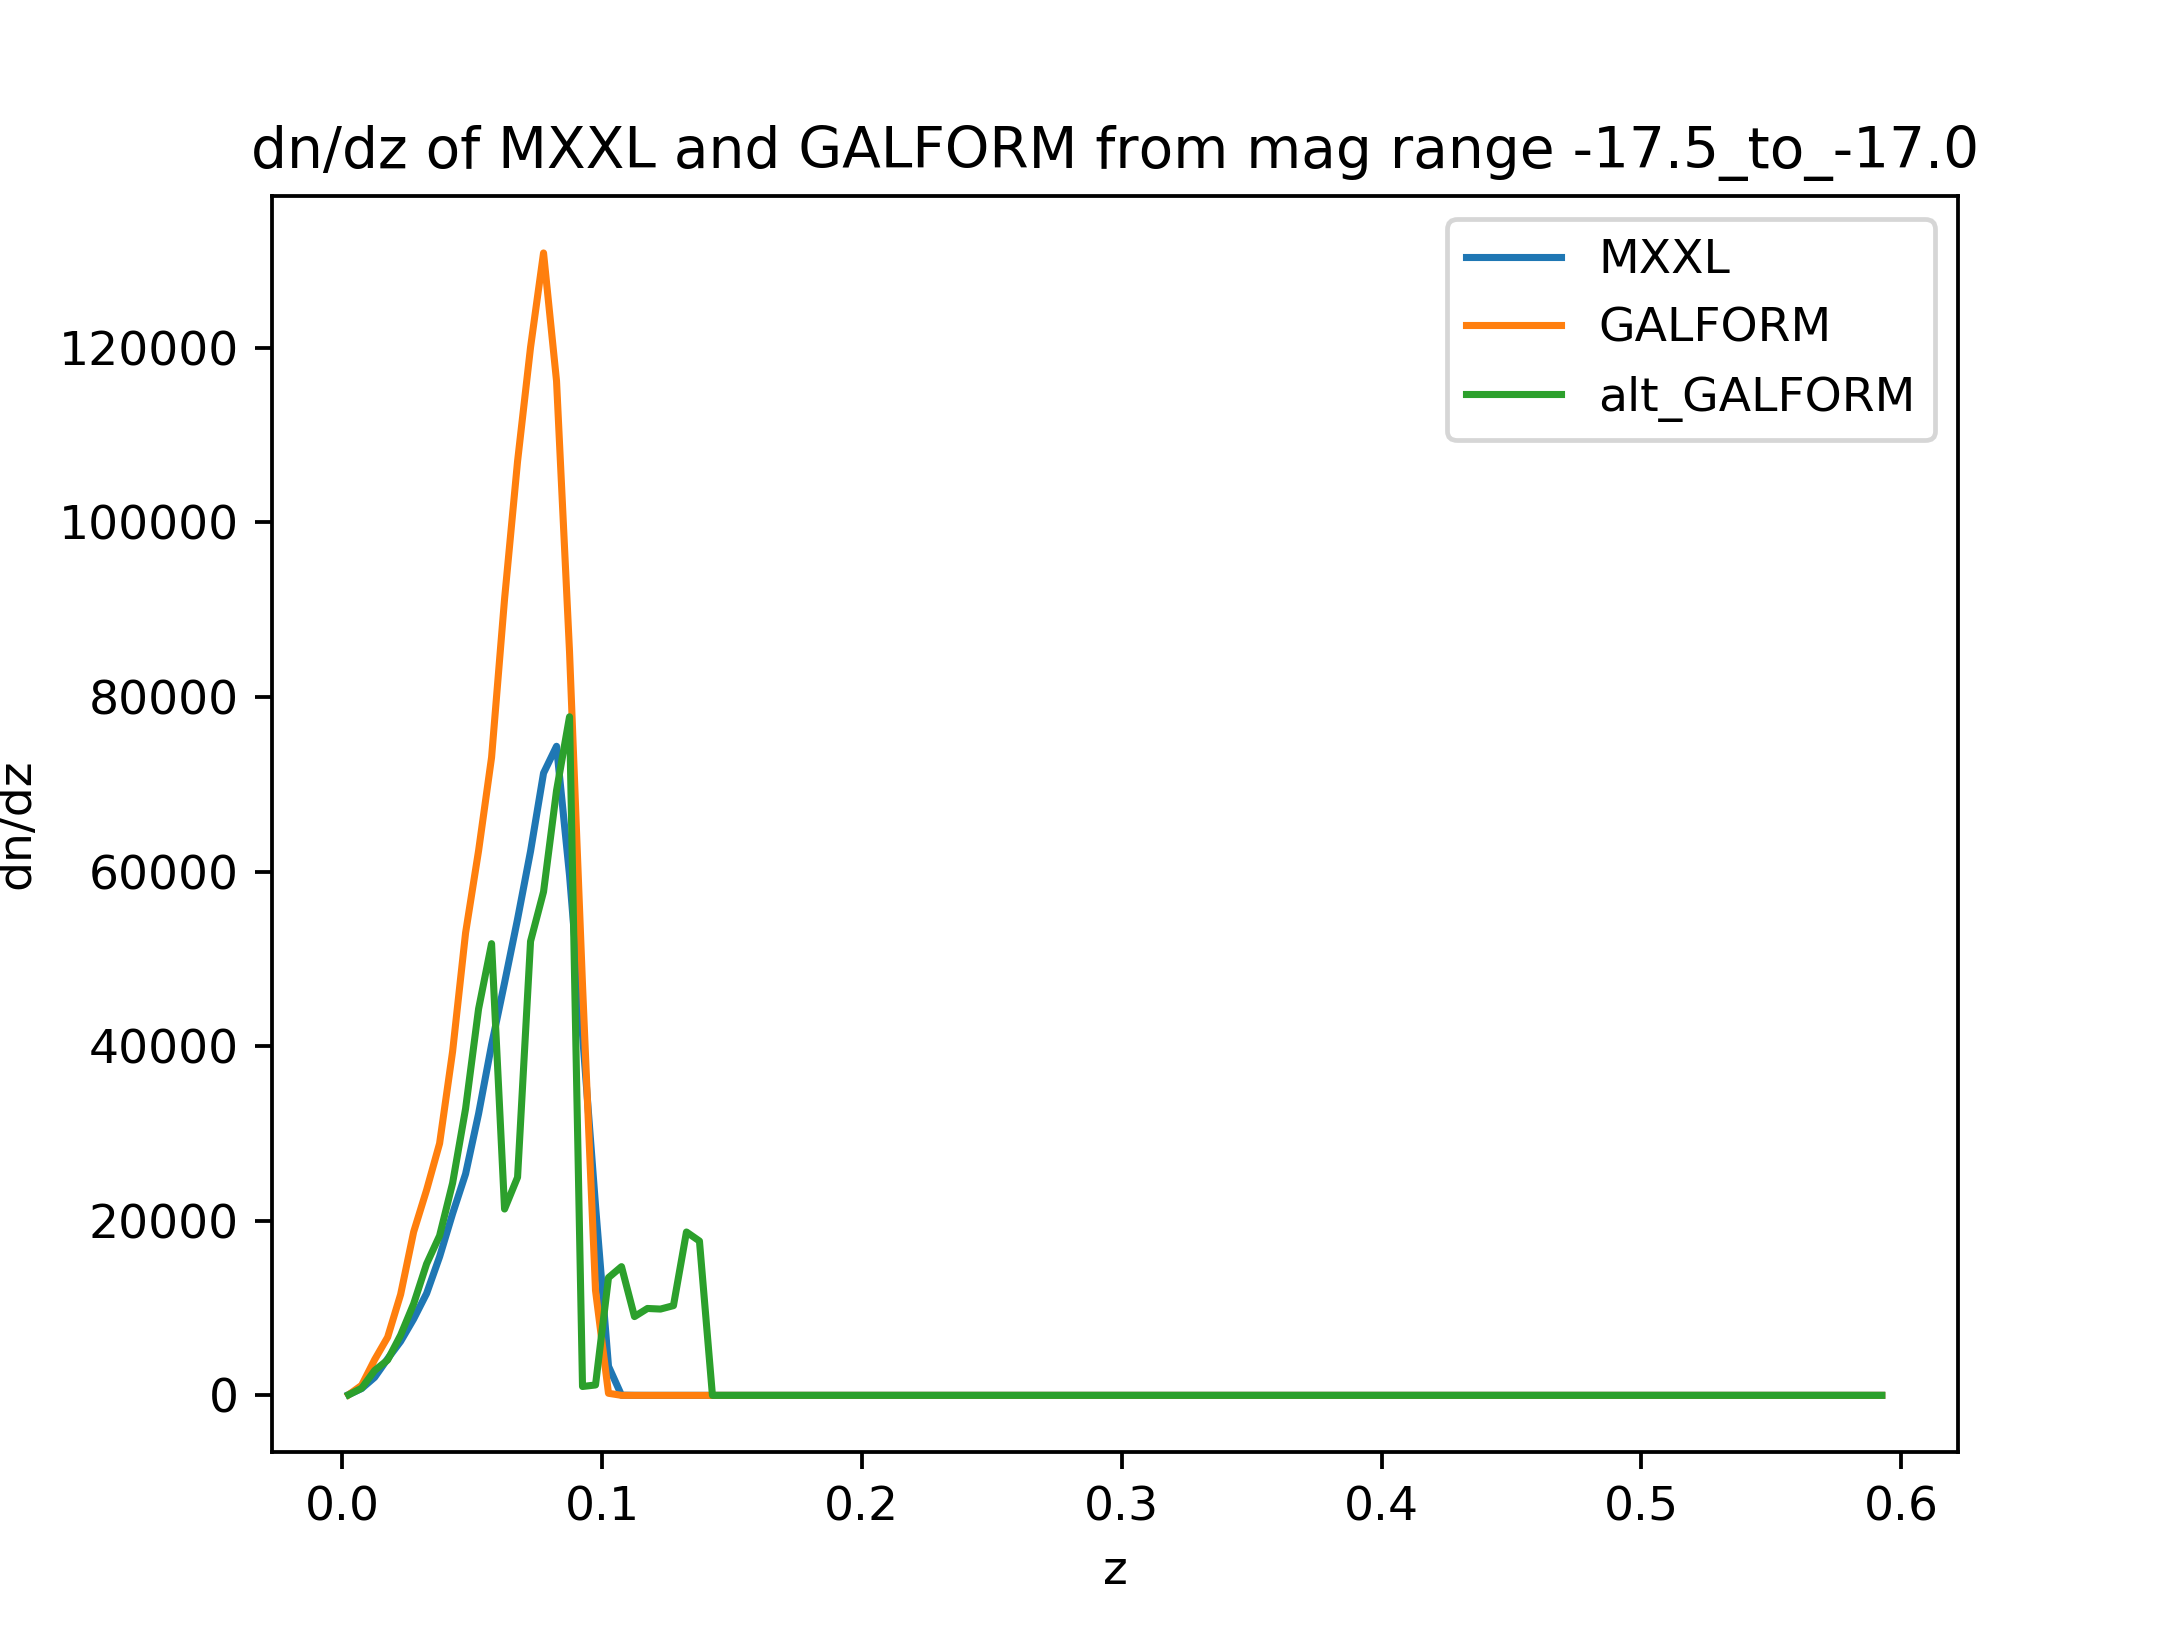 dn/dz of MXXL and GALFORM from mag range -17.5_to_-17.0
MXXL
GALFORM
alt_GALFORM
120000
100000
80000
60000
40000
20000
0
dn/dz
0.0 0.1 0.2 0.3 0.4 0.5 0.6
z